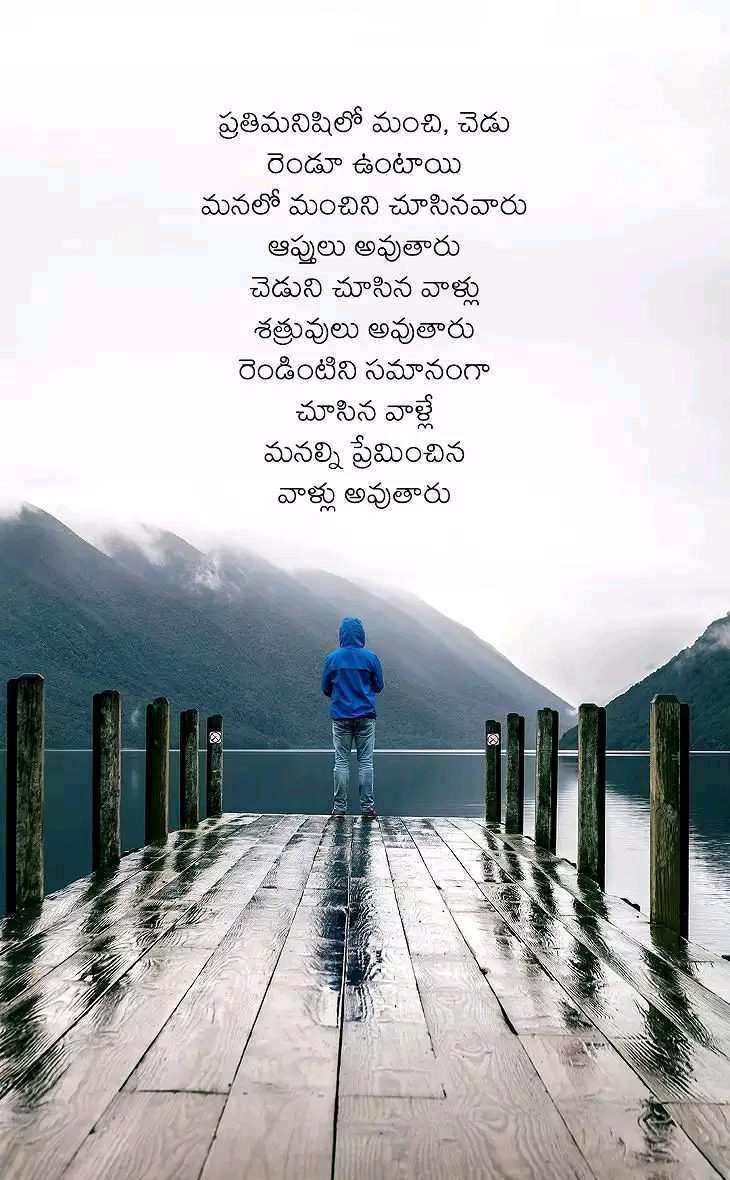 ప్రతిమనిషిలో మంచి, చెడు
రెండూ ఉంటాయి
మనలో మంచిని చూసినవారు
ఆప్తులు అవుతారు
చెడుని చూసిన వాళ్లు
శత్రువులు అవుతారు
రెండింటిని సమానంగా
చూసిన వాళ్లే
మనల్ని ప్రేమించిన
వాళ్లు అవుతారు